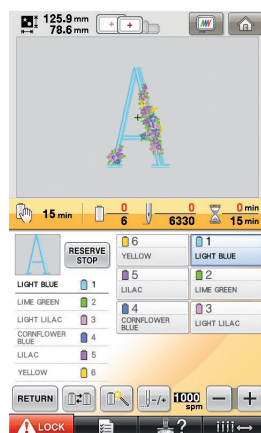 125.9 mm
78.6 mm
15 min
0
6
0
6330
0 min
15 min
RESERVE
STOP
LIGHT BLUE 1
LIME GREEN 2
LIGHT LILAC 3
CORNFLOWER
BLUE 4
LILAC 5
YELLOW 6
6
YELLOW
1
LIGHT BLUE
5
LILAC
2
LIME GREEN
4
CORNFLOWER
BLUE
3
LIGHT LILAC
RETURN
-/+
1000
spm
− +
LOCK
?